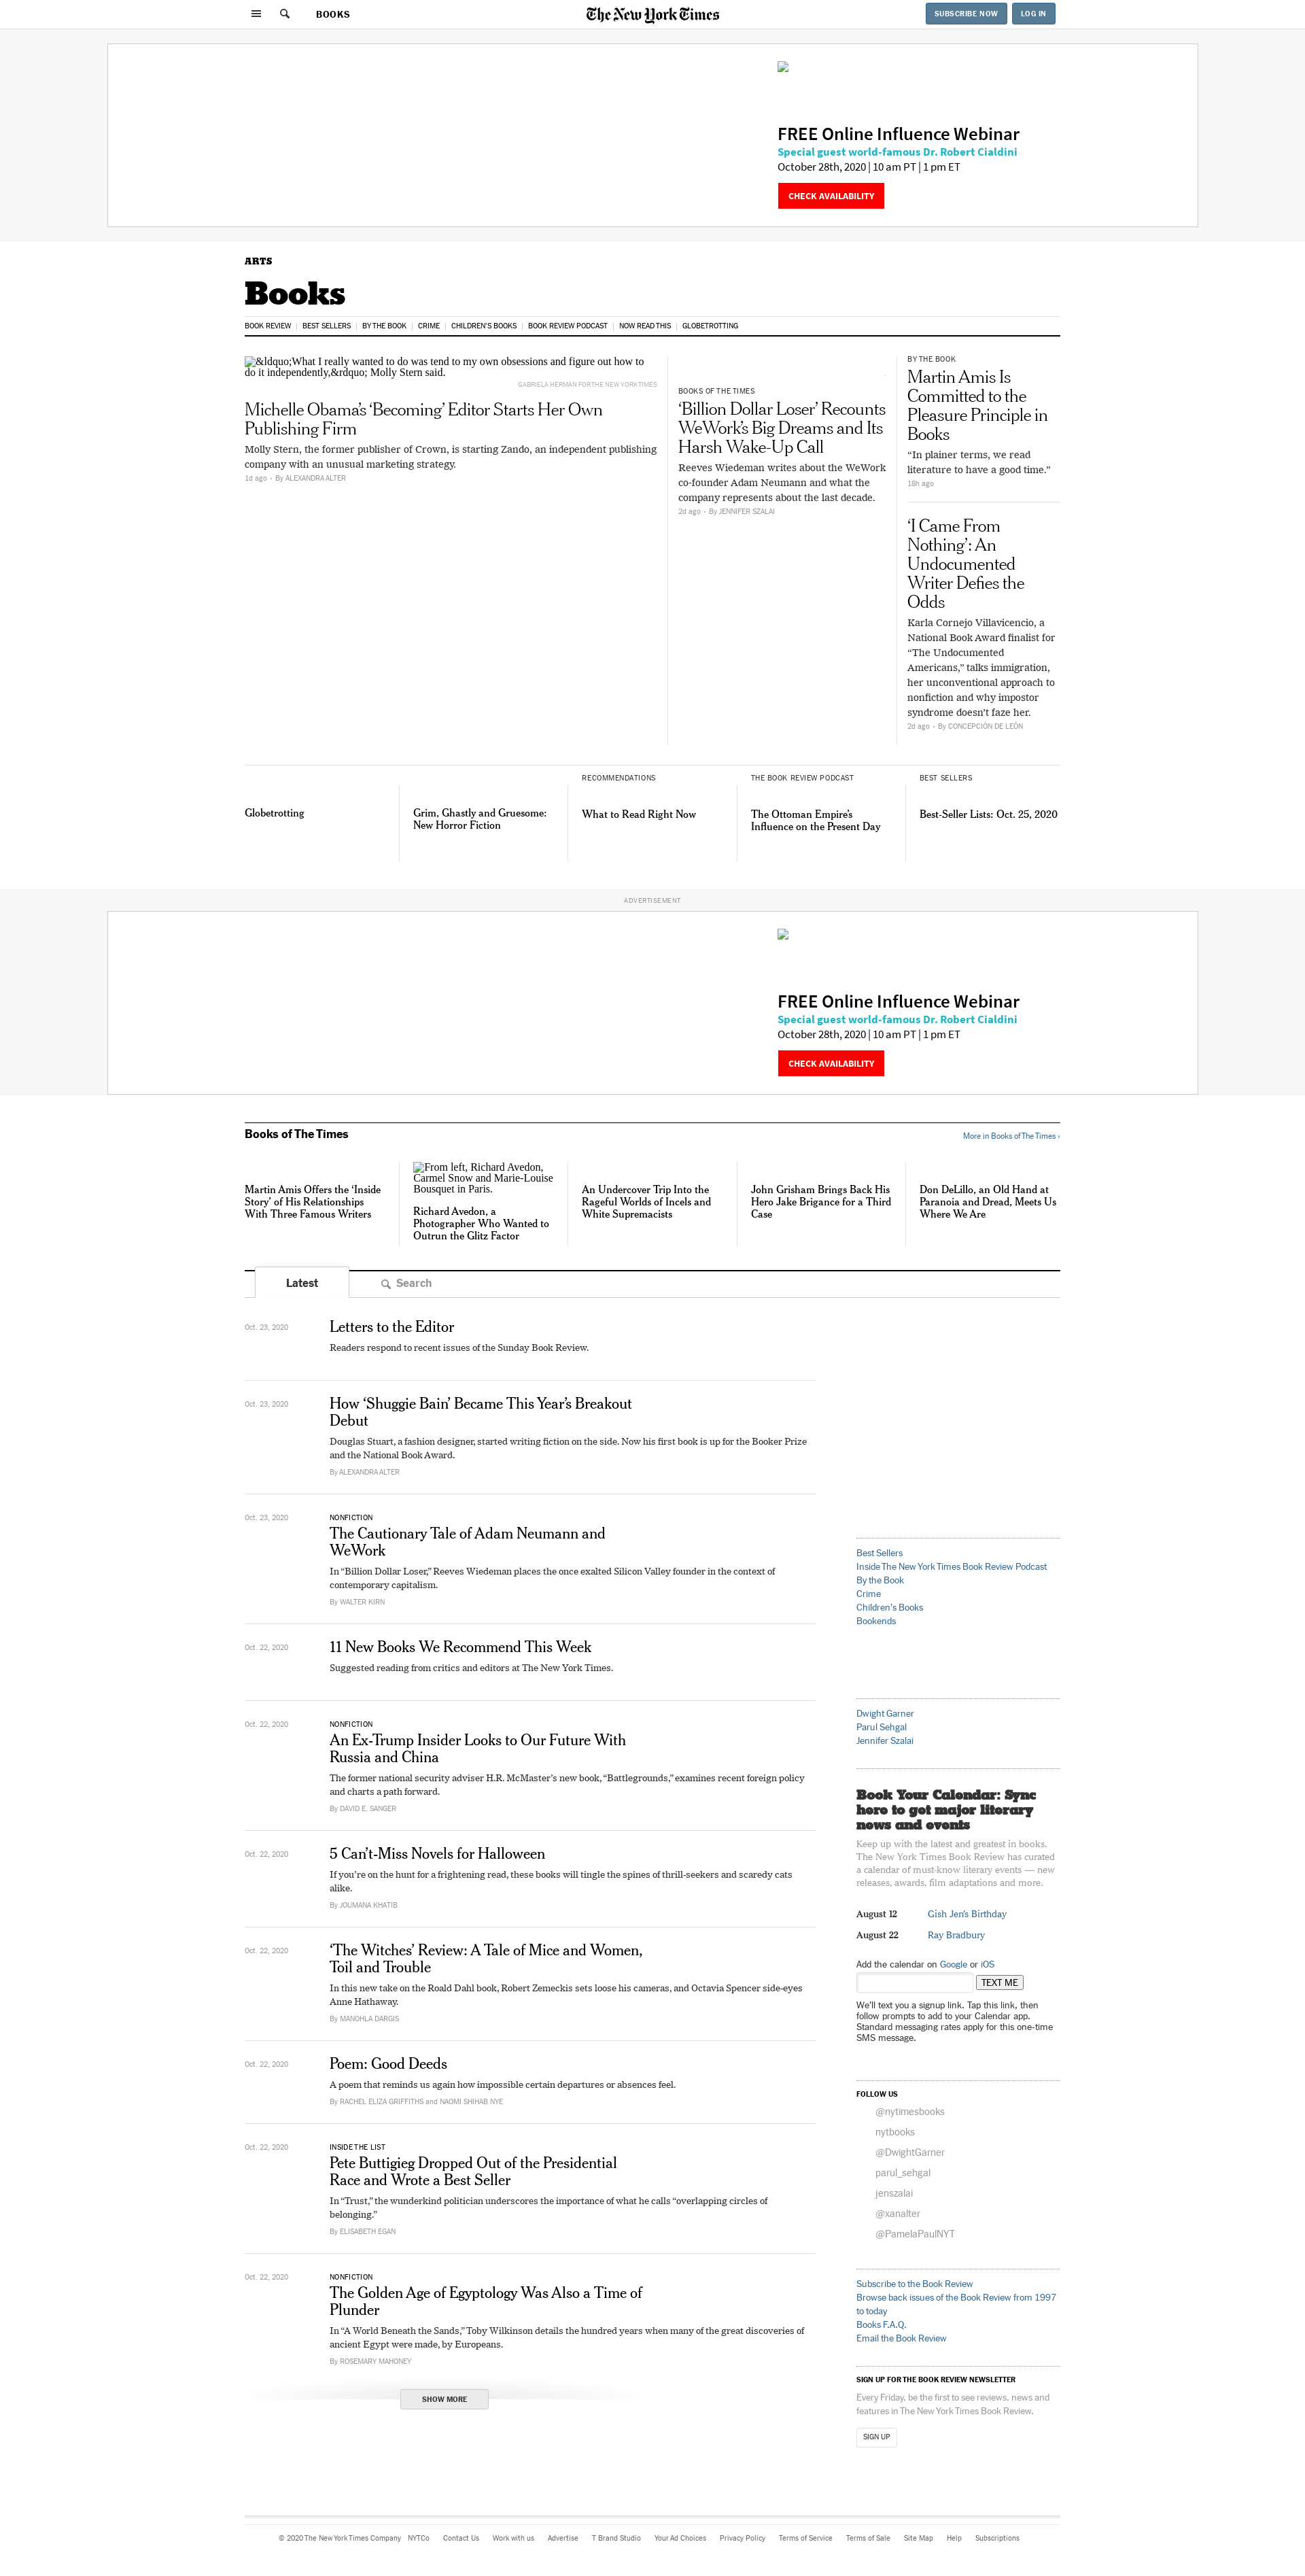 BOOKS
The New York Times
SUBSCRIBE NOW
LOG IN
FREE Online Influence Webinar
Special guest world-famous Dr. Robert Cialdini
October 28th, 2020 | 10 am PT | 1 pm ET
CHECK AVAILABILITY
ARTS
Books
BOOK REVIEW
BEST SELLERS
BY THE BOOK
CRIME
CHILDREN'S BOOKS
BOOK REVIEW PODCAST
NOW READ THIS
GLOBETROTTING
&ldquo;What I really wanted to do was tend to my own obsessions and figure out how to
do it independently,&rdquo; Molly Stern said.
GABRIELA HERMAN FOR THE NEW YORK TIMES
Michelle Obama's ‘Becoming’ Editor Starts Her Own
Publishing Firm
Molly Stern, the former publisher of Crown, is starting Zando, an independent publishing
company with an unusual marketing strategy.
1d ago - By ALEXANDRA ALTER
BOOKS OF THE TIMES
‘Billion Dollar Loser’ Recounts
WeWork's Big Dreams and Its
Harsh Wake-Up Call
Reeves Wiedeman writes about the WeWork
co-founder Adam Neumann and what the
company represents about the last decade.
2d ago - By JENNIFER SZALAI
BY THE BOOK
Martin Amis Is
Committed to the
Pleasure Principle in
Books
“In plainer terms, we read
literature to have a good time.”
18h ago
‘I Came From
Nothing’: An
Undocumented
Writer Defies the
Odds
Karla Cornejo Villavicencio, a
National Book Award finalist for
“The Undocumented
Americans,” talks immigration,
her unconventional approach to
nonfiction and why impostor
syndrome doesn't faze her.
2d ago - By CONCEPCIÓN DE LEÓN
Globetrotting
Grim, Ghastly and Gruesome:
New Horror Fiction
RECOMMENDATIONS
What to Read Right Now
THE BOOK REVIEW PODCAST
The Ottoman Empire's
Influence on the Present Day
BEST SELLERS
Best-Seller Lists: Oct. 25, 2020
ADVERTISEMENT
FREE Online Influence Webinar
Special guest world-famous Dr. Robert Cialdini
October 28th, 2020 | 10 am PT | 1 pm ET
CHECK AVAILABILITY
Books of The Times
More in Books of The Times ›
Martin Amis Offers the ‘Inside
Story’ of His Relationships
With Three Famous Writers
From left, Richard Avedon,
Carmel Snow and Marie-Louise
Bousquet in Paris.
Richard Avedon, a
Photographer Who Wanted to
Outrun the Glitz Factor
An Undercover Trip Into the
Rageful Worlds of Incels and
White Supremacists
John Grisham Brings Back His
Hero Jake Brigance for a Third
Case
Don DeLillo, an Old Hand at
Paranoia and Dread, Meets Us
Where We Are
Latest
Search
Oct. 23, 2020
Letters to the Editor
Readers respond to recent issues of the Sunday Book Review.
Oct. 23, 2020
How ‘Shuggie Bain’ Became This Year's Breakout
Debut
Douglas Stuart, a fashion designer, started writing fiction on the side. Now his first book is up for the Booker Prize
and the National Book Award.
By ALEXANDRA ALTER
Oct. 23, 2020
NONFICTION
The Cautionary Tale of Adam Neumann and
WeWork
In “Billion Dollar Loser,” Reeves Wiedeman places the once exalted Silicon Valley founder in the context of
contemporary capitalism.
By WALTER KIRN
Oct. 22, 2020
11 New Books We Recommend This Week
Suggested reading from critics and editors at The New York Times.
Oct. 22, 2020
NONFICTION
An Ex-Trump Insider Looks to Our Future With
Russia and China
The former national security adviser H.R. McMaster's new book, “Battlegrounds,” examines recent foreign policy
and charts a path forward.
By DAVID E. SANGER
Oct. 22, 2020
5 Can't-Miss Novels for Halloween
If you're on the hunt for a frightening read, these books will tingle the spines of thrill-seekers and scaredy cats
alike.
By JOUMANA KHATIB
Oct. 22, 2020
‘The Witches’ Review: A Tale of Mice and Women,
Toil and Trouble
In this new take on the Roald Dahl book, Robert Zemeckis sets loose his cameras, and Octavia Spencer side-eyes
Anne Hathaway.
By MANOHLA DARGIS
Oct. 22, 2020
Poem: Good Deeds
A poem that reminds us again how impossible certain departures or absences feel.
By RACHEL ELIZA GRIFFITHS and NAOMI SHIHAB NYE
Oct. 22, 2020
INSIDE THE LIST
Pete Buttigieg Dropped Out of the Presidential
Race and Wrote a Best Seller
In “Trust,” the wunderkind politician underscores the importance of what he calls “overlapping circles of
belonging.”
By ELISABETH EGAN
Oct. 22, 2020
NONFICTION
The Golden Age of Egyptology Was Also a Time of
Plunder
In “A World Beneath the Sands,” Toby Wilkinson details the hundred years when many of the great discoveries of
ancient Egypt were made, by Europeans.
By ROSEMARY MAHONEY
SHOW MORE
Best Sellers
Inside The New York Times Book Review Podcast
By the Book
Crime
Children's Books
Bookends
Dwight Garner
Parul Sehgal
Jennifer Szalai
Book Your Calendar: Sync
here to get major literary
news and events
Keep up with the latest and greatest in books.
The New York Times Book Review has curated
a calendar of must-know literary events — new
releases, awards, film adaptations and more.
August 12
Gish Jen's Birthday
August 22
Ray Bradbury
Add the calendar on Google or iOS
TEXT ME
We'll text you a signup link. Tap this link, then
follow prompts to add to your Calendar app.
Standard messaging rates apply for this one-time
SMS message.
FOLLOW US
@nytimesbooks
nytbooks
@DwightGarner
parul_sehgal
jenszalai
@xanalter
@PamelaPaulNYT
Subscribe to the Book Review
Browse back issues of the Book Review from 1997
to today
Books F.A.Q.
Email the Book Review
SIGN UP FOR THE BOOK REVIEW NEWSLETTER
Every Friday, be the first to see reviews, news and
features in The New York Times Book Review.
SIGN UP
© 2020 The New York Times Company
NYTCo
Contact Us
Work with us
Advertise
T Brand Studio
Your Ad Choices
Privacy Policy
Terms of Service
Terms of Sale
Site Map
Help
Subscriptions